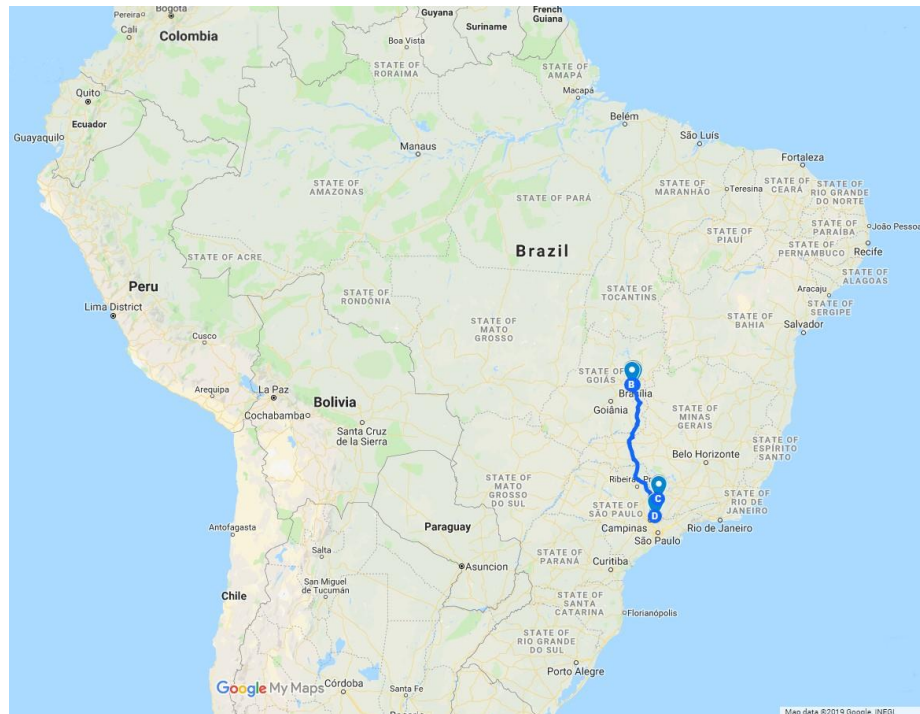 Bogotá
Pereira
Cali
Colombia
Guyana
Suriname
French
Guiana
Boa Vista
STATE OF
RORAIMA
STATE OF
AMAPÁ
Macapá
Quito
Ecuador
Guayaquil
Belém
São Luís
Manaus
Fortaleza
STATE OF
AMAZONAS
STATE OF PARÁ
STATE OF
MARANHÃO
Teresina
STATE OF
CEARÁ
STATE OF
RIO GRANDE
DO NORTE
STATE OF
PARAÍBA
João Pessoa
STATE OF
PIAUÍ
STATE OF
PERNAMBUCO
Recife
STATE OF
ALAGOAS
Brazil
STATE OF ACRE
Peru
STATE OF
RONDÔNIA
STATE OF
TOCANTINS
Aracaju
STATE OF
SERGIPE
Lima District
STATE OF
MATO
GROSSO
STATE OF
BAHIA
Salvador
Cusco
STATE OF
GOIÁS
B
Brasília
Goiânia
Arequipa
La Paz
Bolivia
Cochabamba
Santa Cruz
de la Sierra
STATE OF
MINAS
GERAIS
STATE OF
ESPÍRITO
SANTO
Belo Horizonte
STATE OF
MATO
GROSSO
DO SUL
C
STATE OF
SÃO PAULO
D
STATE OF
RIO DE
JANEIRO
Antofagasta
Paraguay
Campinas
Rio de Janeiro
São Paulo
Salta
STATE OF
PARANÁ
Curitiba
Asuncion
San Miguel
de Tucumán
Chile
STATE OF
SANTA
CATARINA
Florianópolis
STATE OF
RIO GRANDE
DO SUL
Porto Alegre
Google My Maps
Córdoba
Santa Fe
Map data ©2019 Google, INEGI